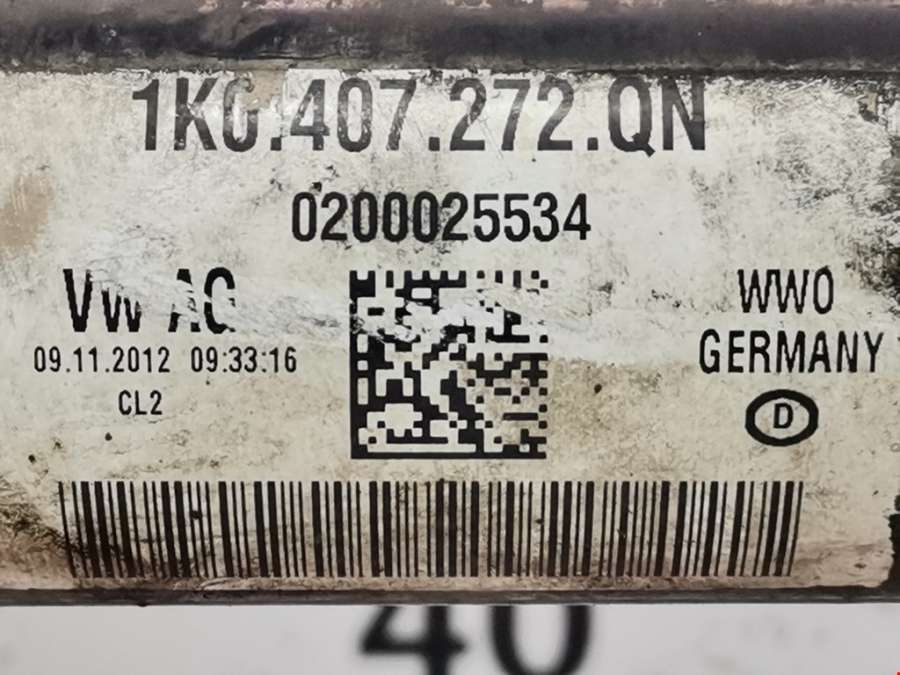 1K0.407.272.QN
0200025534
VW AG
09.11.2012 09:33:16
CL2
WWO
GERMANY
D
40